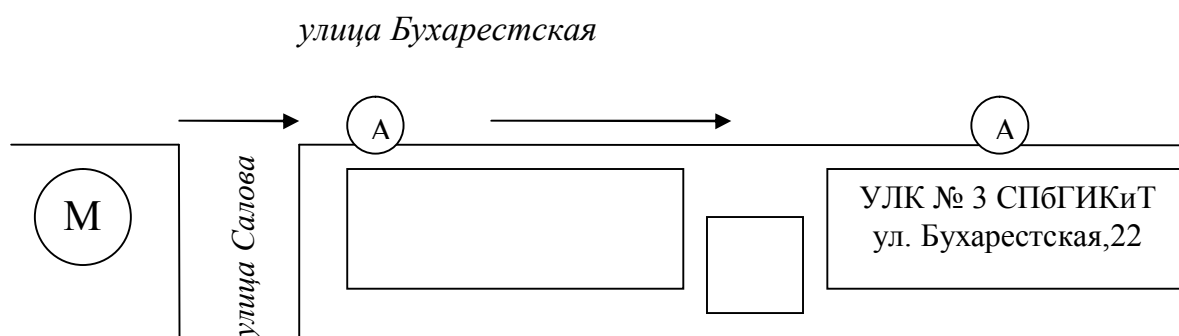 улица Бухарестская
А
А
М
улица Салова
УЛК № 3 СПбГИКиТ
ул. Бухарестская,22